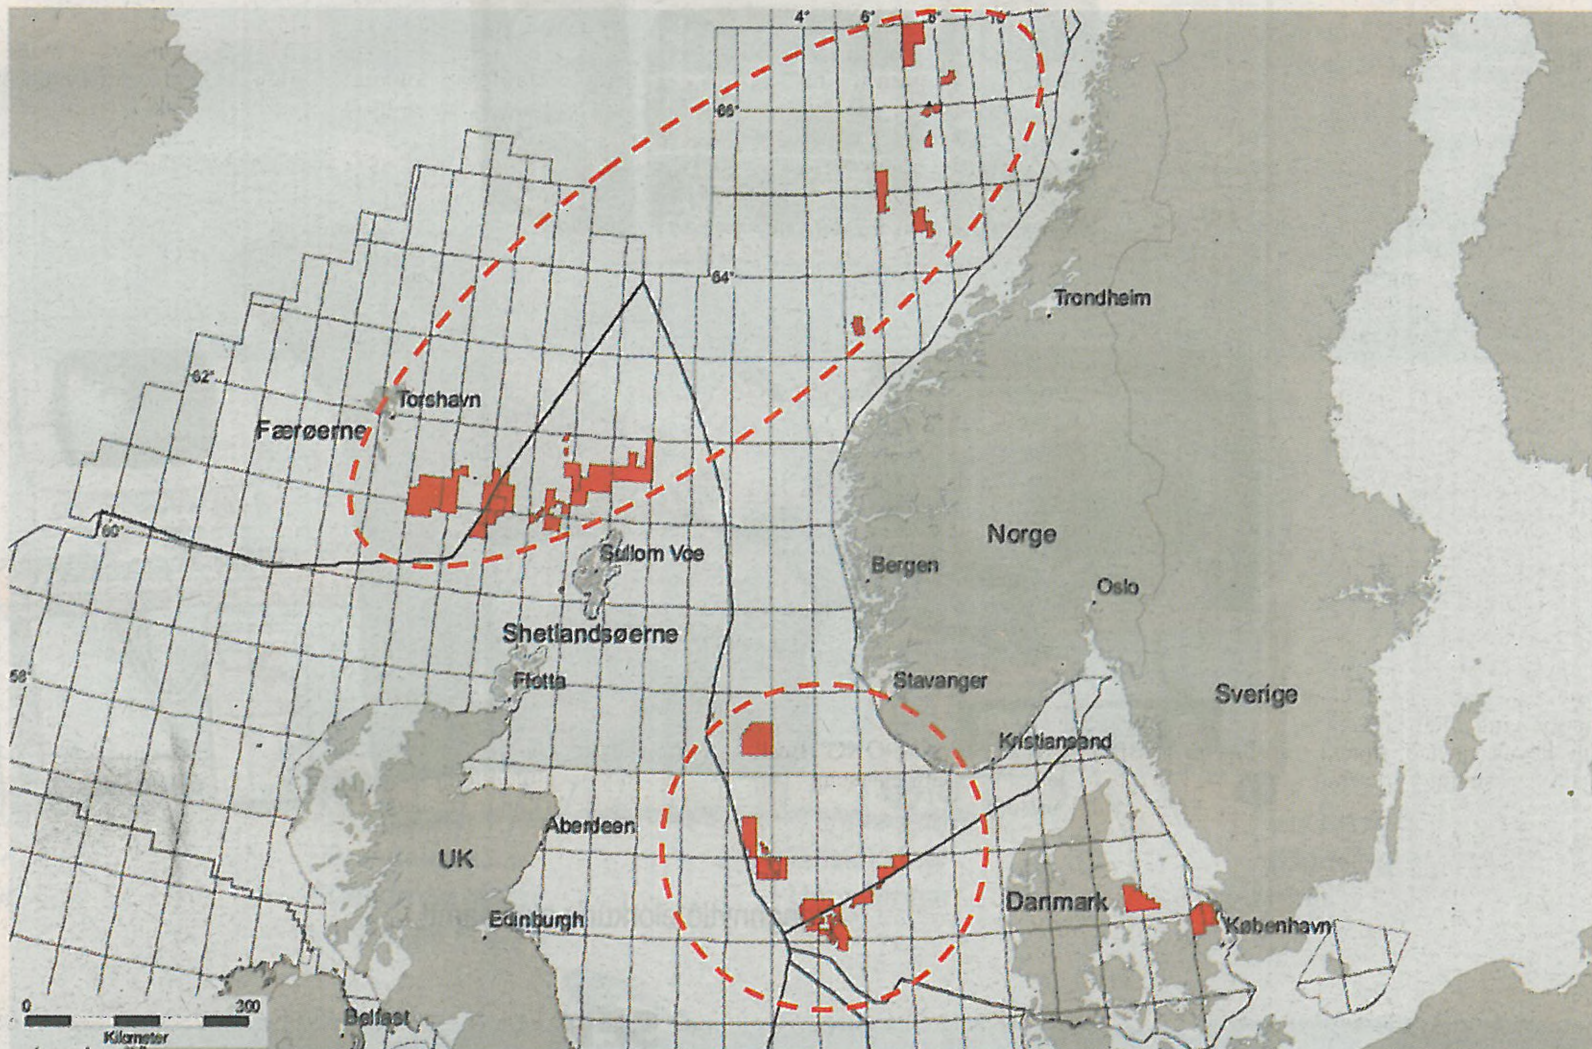 4°
6°
8°
10°
66°
64°
Trondheim
62°
Torshavn
Færøerne
60°
Norge
Sullom Voe
Bergen
Oslo
Shetlandsøerne
58°
Flotta
Stavanger
Sverige
Kristiansand
Aberdeen
UK
Danmark
Edinburgh
København
0
300
Kilometer
Belfast